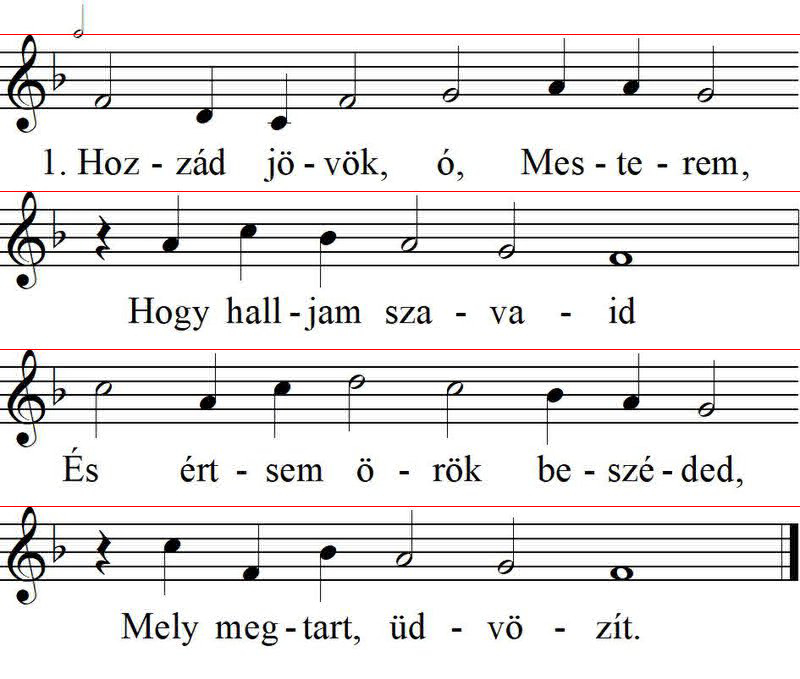 1. Hoz - zád jö - vök, ó, Mes - te - rem,
Hogy hall - jam sza - va - id
És ért - sem ö - rök be - szé - ded,
Mely meg - tart, üd - vö - zít.